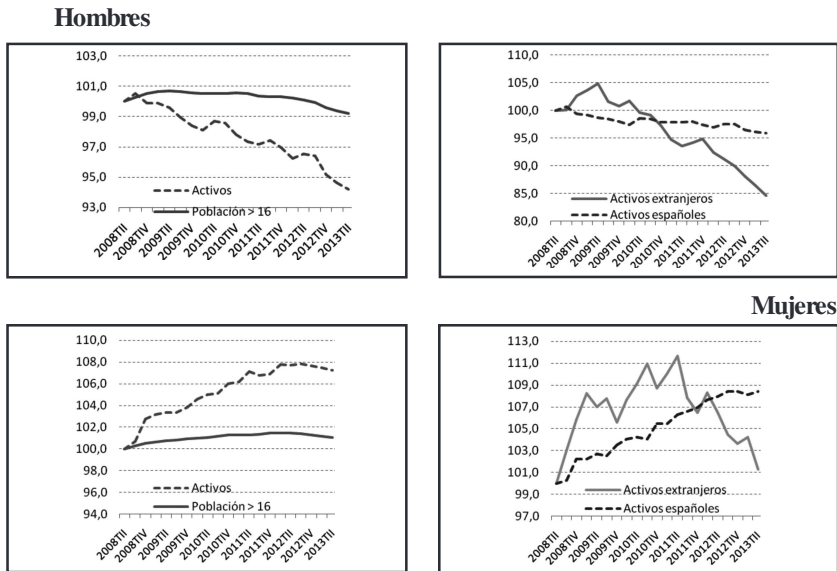 Hombres
103,0
101,0
99,0
97,0
95,0
93,0
Activos
Población > 16
2008TII
2008TIV
2009TII
2009TIV
2010TII
2010TIV
2011TII
2011TIV
2012TII
2012TIV
2013TII
110,0
105,0
100,0
95,0
90,0
85,0
80,0
Activos extranjeros
Activos españoles
2008TII
2008TIV
2009TII
2009TIV
2010TII
2010TIV
2011TII
2011TIV
2012TII
2012TIV
2013TII
Mujeres
110,0
108,0
106,0
104,0
102,0
100,0
98,0
96,0
94,0
Activos
Población > 16
2008TII
2008TIV
2009TII
2009TIV
2010TII
2010TIV
2011TII
2011TIV
2012TII
2012TIV
2013TII
113,0
111,0
109,0
107,0
105,0
103,0
101,0
99,0
97,0
Activos extranjeros
Activos españoles
2008TII
2008TIV
2009TII
2009TIV
2010TII
2010TIV
2011TII
2011TIV
2012TII
2012TIV
2013TII